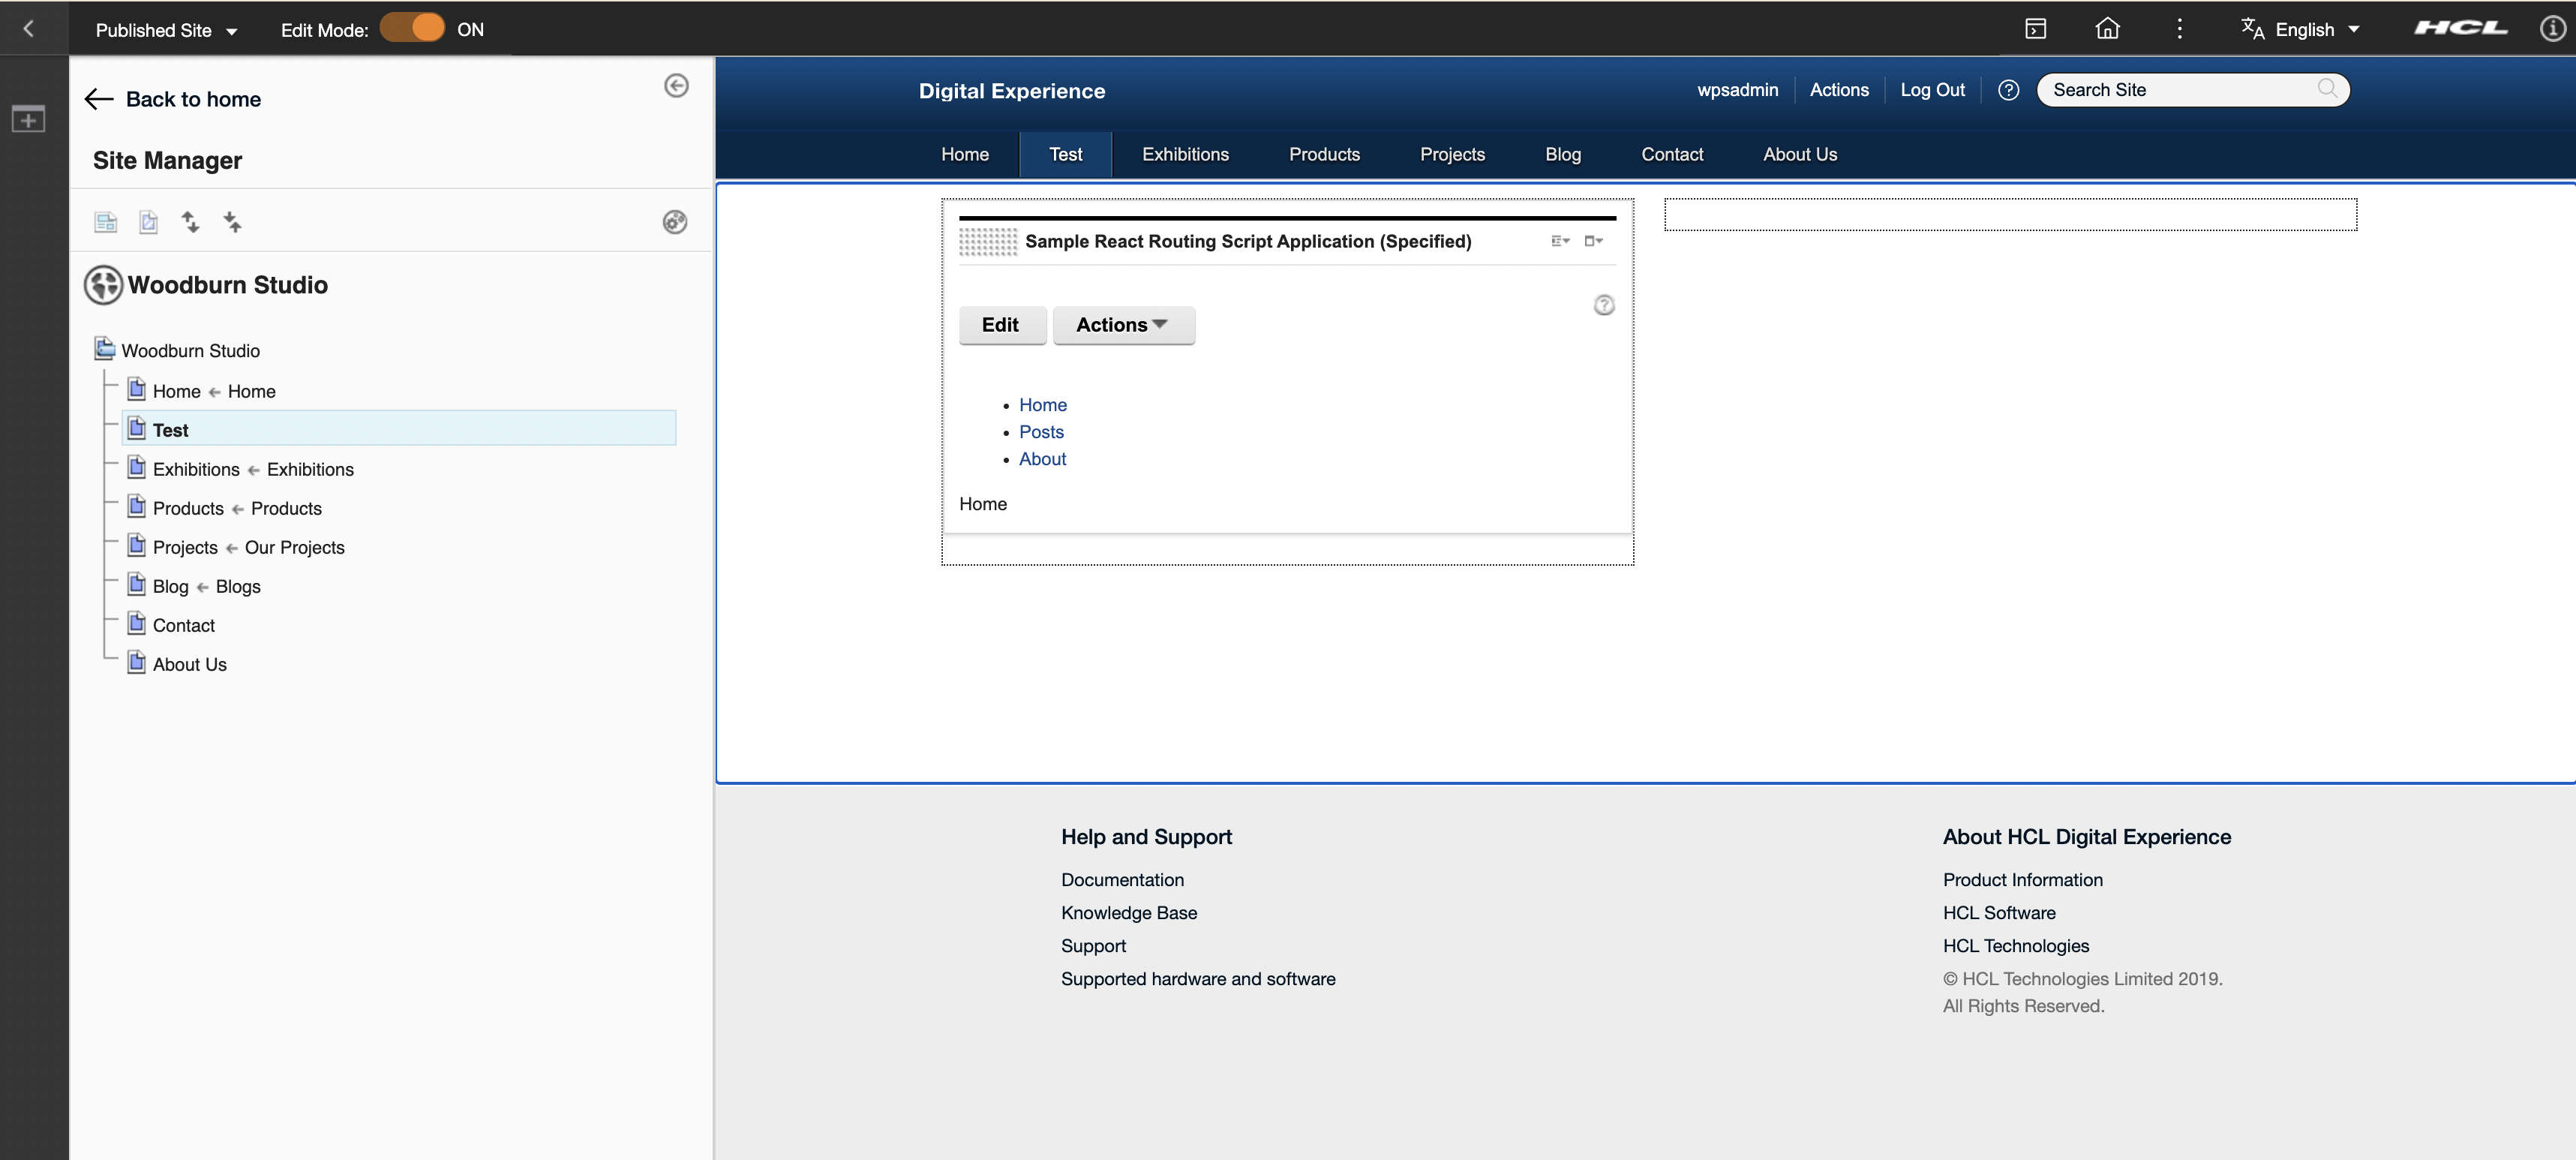 Published Site
Edit Mode: ON
English
HCL
Back to home
Site Manager
Woodburn Studio
Woodburn Studio
Home ← Home
Test
Exhibitions ← Exhibitions
Products ← Products
Projects ← Our Projects
Blog ← Blogs
Contact
About Us
Digital Experience
wpsadmin
Actions
Log Out
Search Site
Home
Test
Exhibitions
Products
Projects
Blog
Contact
About Us
Sample React Routing Script Application (Specified)
Edit
Actions
Home
Posts
About
Home
Help and Support
Documentation
Knowledge Base
Support
Supported hardware and software
About HCL Digital Experience
Product Information
HCL Software
HCL Technologies
© HCL Technologies Limited 2019.
All Rights Reserved.